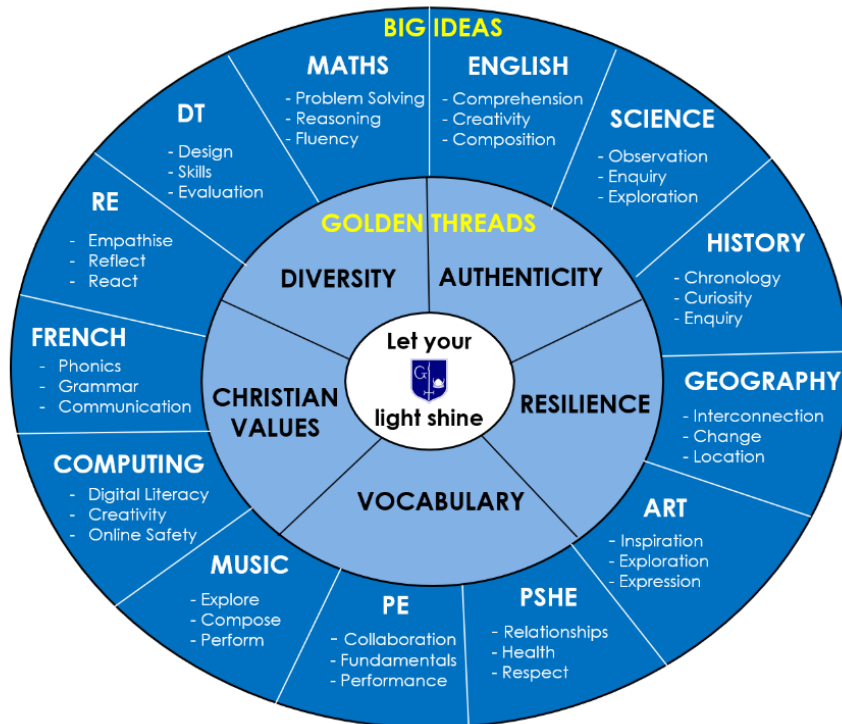 BIG IDEAS
MATHS
- Problem Solving
- Reasoning
- Fluency
ENGLISH
- Comprehension
- Creativity
- Composition
SCIENCE
- Observation
- Enquiry
- Exploration
HISTORY
- Chronology
- Curiosity
- Enquiry
GEOGRAPHY
- Interconnection
- Change
- Location
ART
- Inspiration
- Exploration
- Expression
PSHE
- Relationships
- Health
- Respect
PE
- Collaboration
- Fundamentals
- Performance
MUSIC
- Explore
- Compose
- Perform
COMPUTING
- Digital Literacy
- Creativity
- Online Safety
FRENCH
- Phonics
- Grammar
- Communication
RE
- Empathise
- Reflect
- React
DT
- Design
- Skills
- Evaluation
GOLDEN THREADS
DIVERSITY
AUTHENTICITY
RESILIENCE
VOCABULARY
CHRISTIAN
VALUES
Let your
G
light shine